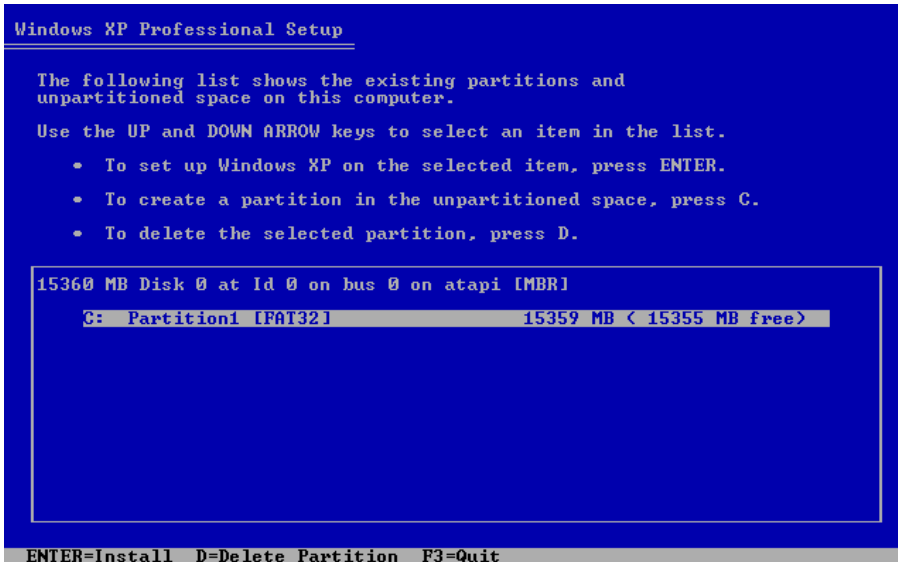 Windows XP Professional Setup
The following list shows the existing partitions and
unpartitioned space on this computer.
Use the UP and DOWN ARROW keys to select an item in the list.
• To set up Windows XP on the selected item, press ENTER.
• To create a partition in the unpartitioned space, press C.
• To delete the selected partition, press D.
15360 MB Disk 0 at Id 0 on bus 0 on atapi [MBR]
C: Partition1 [FAT32] 15359 MB ( 15355 MB free)
ENTER=Install D=Delete Partition F3=Quit